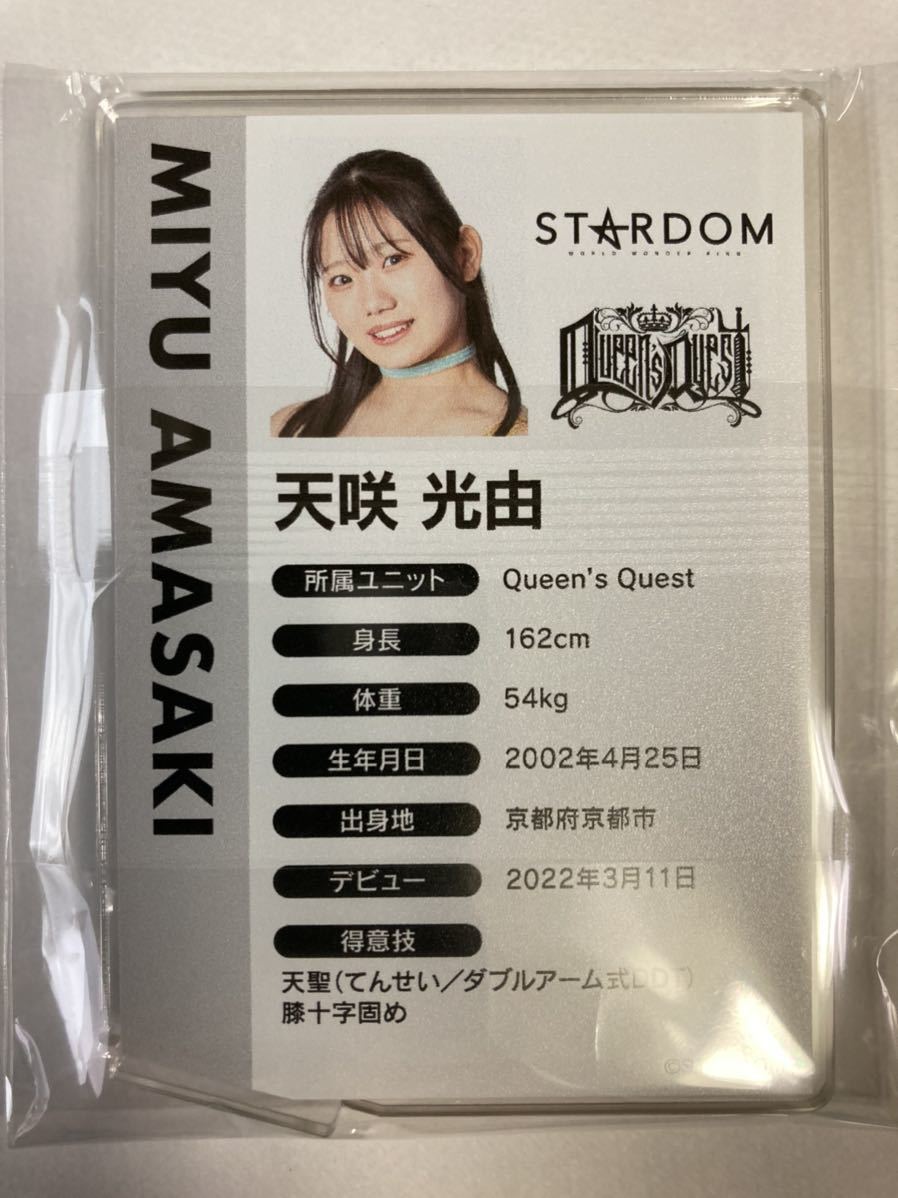 MIYU AMASAKI
STARDOM
WORLD WONDER RING
Queen's Quest
天咲 光由
所属ユニット Queen's Quest
身長 162cm
体重 54kg
生年月日 2002年4月25日
出身地 京都府京都市
デビュー 2022年3月11日
得意技
天聖(てんせい/ダブルアーム式DDT)
膝十字固め